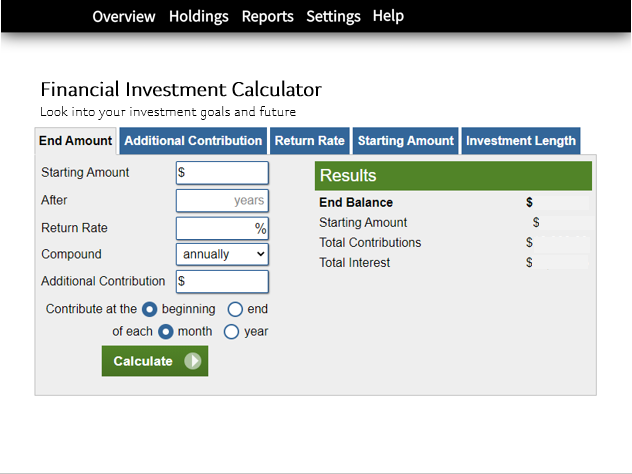 Overview Holdings Reports Settings Help
Financial Investment Calculator
Look into your investment goals and future
End Amount Additional Contribution Return Rate Starting Amount Investment Length
Starting Amount $
After years
Return Rate %
Compound annually
Additional Contribution $
Contribute at the beginning end
of each month year
Calculate
Results
End Balance $
Starting Amount $
Total Contributions $
Total Interest $